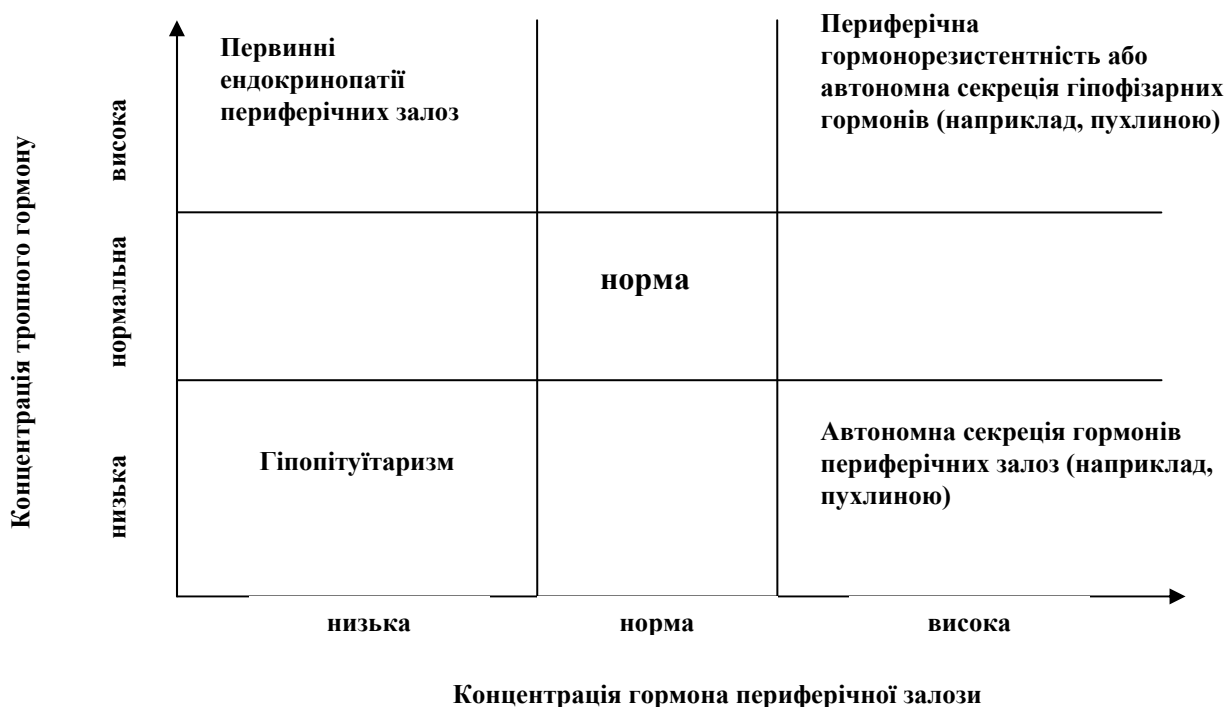 Первинні
ендокринопатії
периферичних залоз
Периферічна
гормонорезистентність або
автономна секреція гіпофізарних
гормонів (наприклад, пухлиною)
норма
Гіпопітуїтаризм
Автономна секреція гормонів
периферічних залоз (наприклад,
пухлиною)
Концентрація тропного гормону
висока
нормальна
низька
низька
норма
висока
Концентрація гормона периферічної залози